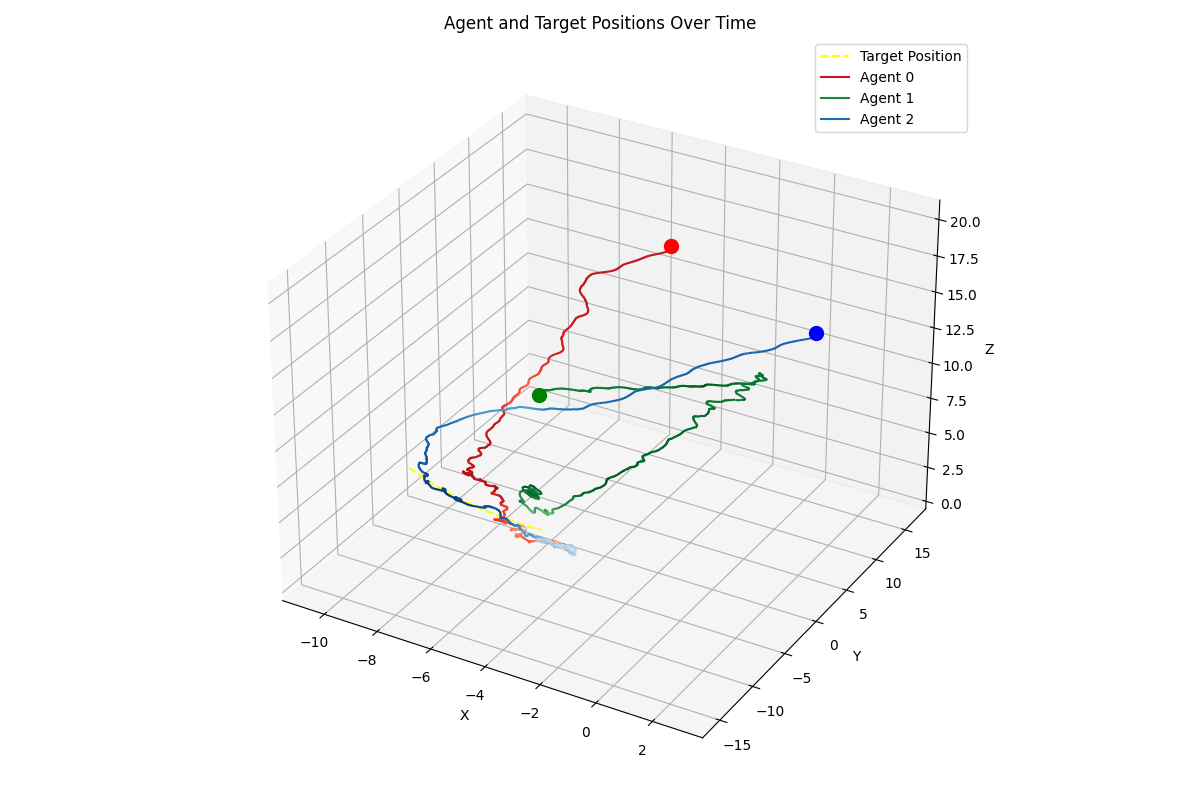 Agent and Target Positions Over Time
Target Position
Agent 0
Agent 1
Agent 2
20.0
17.5
15.0
12.5
10.0
7.5
5.0
2.5
0.0
Z
15
10
5
0
−5
−10
−15
Y
−10
−8
−6
−4
−2
0
2
X